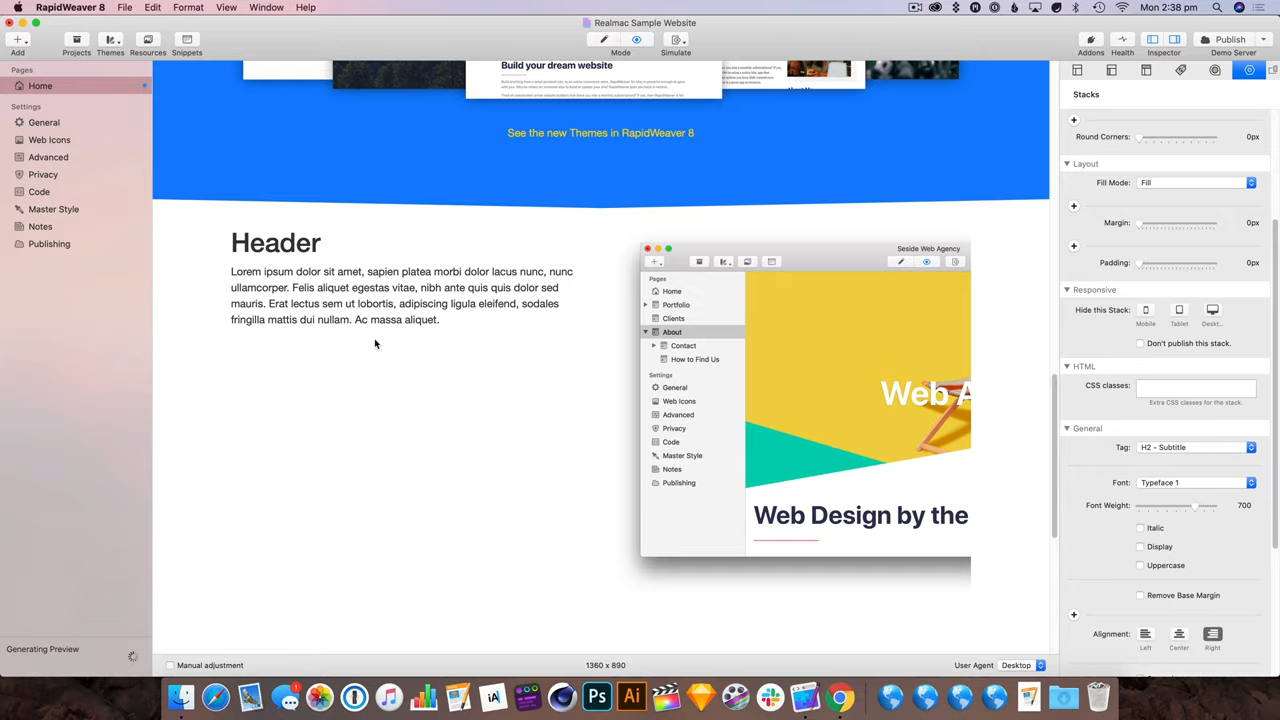 RapidWeaver 8 File Edit Format View Window Help
Mon 2:38 pm
Realmac Sample Website
Add Projects Themes Resources Snippets
Mode Simulate
Addons Health Inspector Publish Demo Server
Pages
Home
Settings
General
Web Icons
Advanced
Privacy
Code
Master Style
Notes
Publishing
Generating Preview
Build your dream website
See the new Themes in RapidWeaver 8
Header
Lorem ipsum dolor sit amet, sapien platea morbi dolor lacus nunc, nunc
ullamcorper. Felis aliquet egestas vitae, nibh ante quis quis dolor sed
mauris. Erat lectus sem ut lobortis, adipiscing ligula eleifend, sodales
fringilla mattis dui nullam. Ac massa aliquet.
Seside Web Agency
Pages
Home
Portfolio
Clients
About
Contact
How to Find Us
Settings
General
Web Icons
Advanced
Privacy
Code
Master Style
Notes
Publishing
Web A
Web Design by the
Manual adjustment
1360 x 890
User Agent Desktop
Stacks
Round Corners: 0px
Layout
Fill Mode: Fill
Margin: 0px
Padding: 0px
Responsive
Hide this Stack:
Mobile Tablet Deskt...
Don't publish this stack.
HTML
CSS classes:
Extra CSS classes for the stack.
General
Tag: H2 - Subtitle
Font: Typeface 1
Font Weight: 700
Italic
Display
Uppercase
Remove Base Margin
Alignment:
Left Center Right
1
iA
Ps
Ai